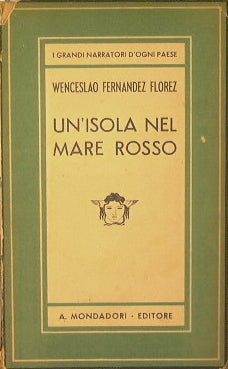 I GRANDI NARRATORI D'OGNI PAESE
WENCESLAO FERNANDEZ FLOREZ
UN'ISOLA NEL
MARE ROSSO
A. MONDADORI · EDITORE